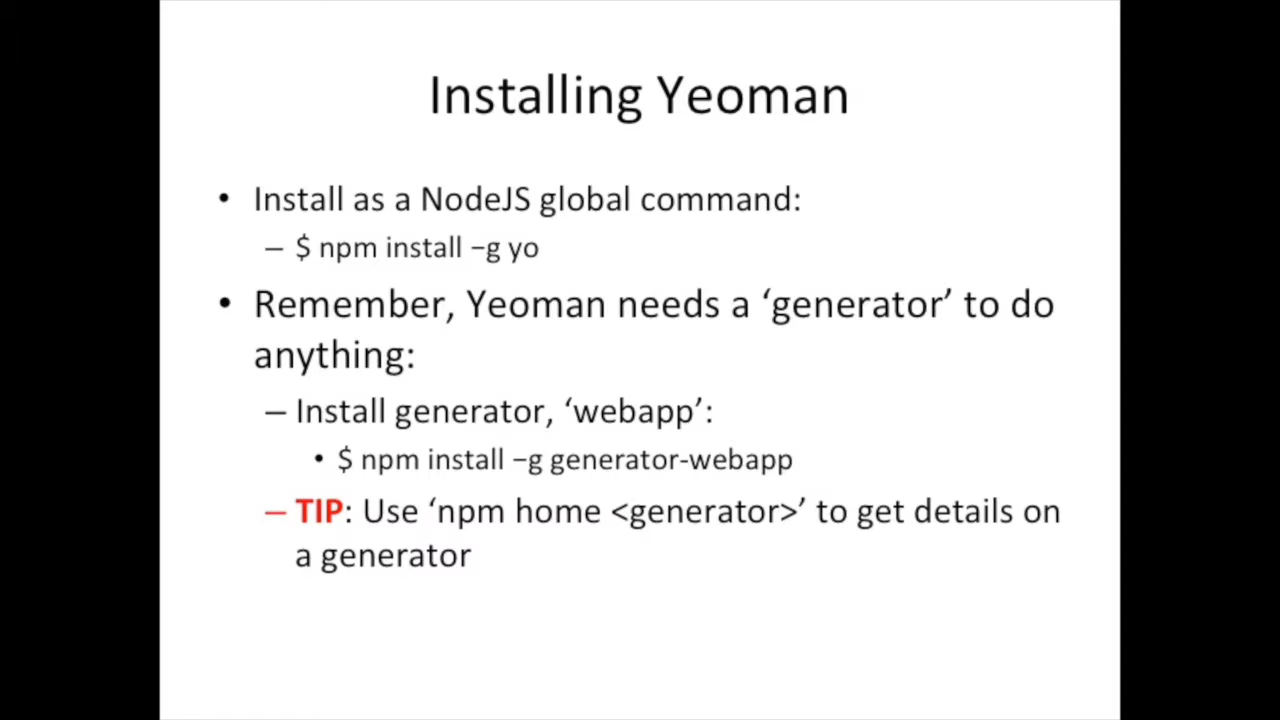 Installing Yeoman
• Install as a NodeJS global command:
– $ npm install −g yo
• Remember, Yeoman needs a ‘generator’ to do
anything:
– Install generator, ‘webapp’:
• $ npm install −g generator-webapp
– TIP: Use ‘npm home <generator>’ to get details on
a generator